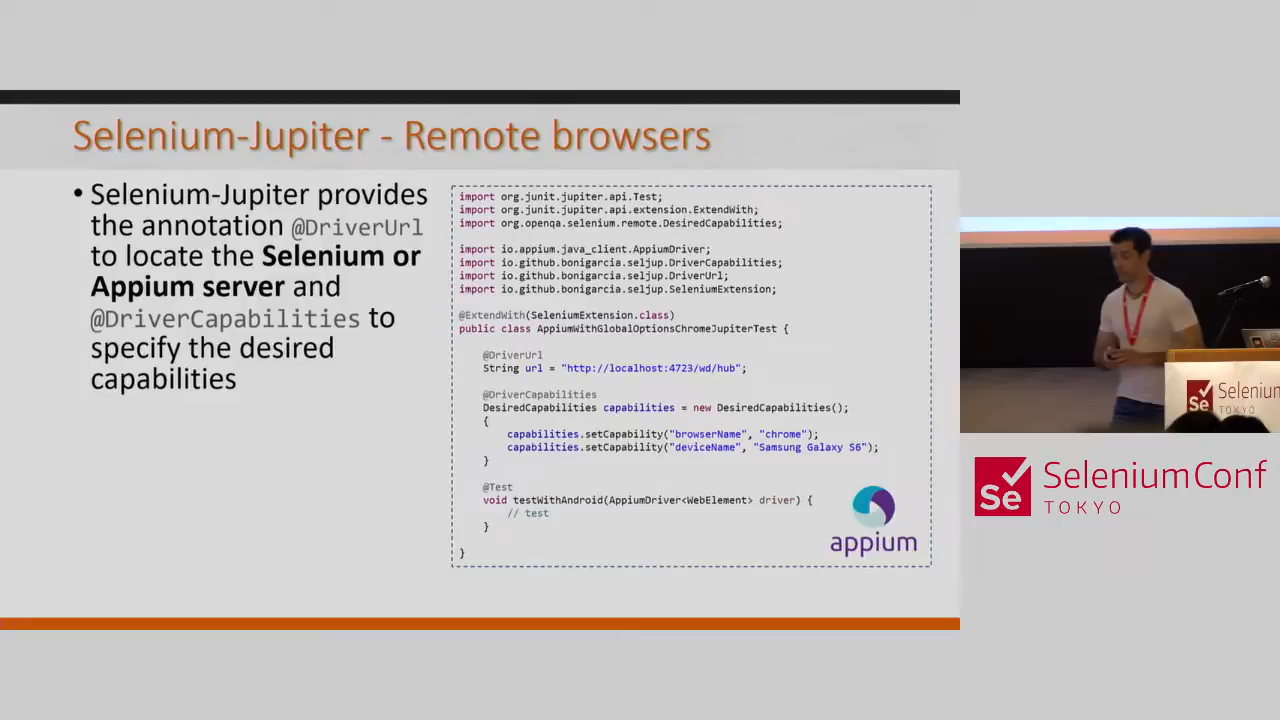 Selenium-Jupiter - Remote browsers
• Selenium-Jupiter provides
the annotation @DriverUrl
to locate the Selenium or
Appium server and
@DriverCapabilities to
specify the desired
capabilities
import org.junit.jupiter.api.Test;
import org.junit.jupiter.api.extension.ExtendWith;
import org.openqa.selenium.remote.DesiredCapabilities;
import io.appium.java_client.AppiumDriver;
import io.github.bonigarcia.seljup.DriverCapabilities;
import io.github.bonigarcia.seljup.DriverUrl;
import io.github.bonigarcia.seljup.SeleniumExtension;
@ExtendWith(SeleniumExtension.class)
public class AppiumWithGlobalOptionsChromeJupiterTest {
@DriverUrl
String url = "http://localhost:4723/wd/hub";
@DriverCapabilities
DesiredCapabilities capabilities = new DesiredCapabilities();
{
capabilities.setCapability("browserName", "chrome");
capabilities.setCapability("deviceName", "Samsung Galaxy S6");
}
@Test
void testWithAndroid(AppiumDriver<WebElement> driver) {
// test
}
}
appium
Se Selenium
TOKYO
Se SeleniumConf
TOKYO